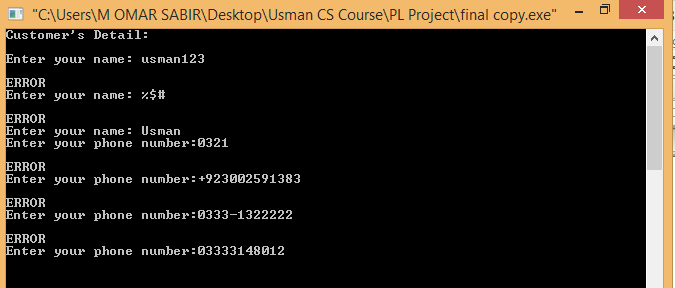 "C:\Users\M OMAR SABIR\Desktop\Usman CS Course\PL Project\final copy.exe"
Customer's Detail:
Enter your name: usman123
ERROR
Enter your name: %$#
ERROR
Enter your name: Usman
Enter your phone number:0321
ERROR
Enter your phone number:+923002591383
ERROR
Enter your phone number:0333-1322222
ERROR
Enter your phone number:03333148012